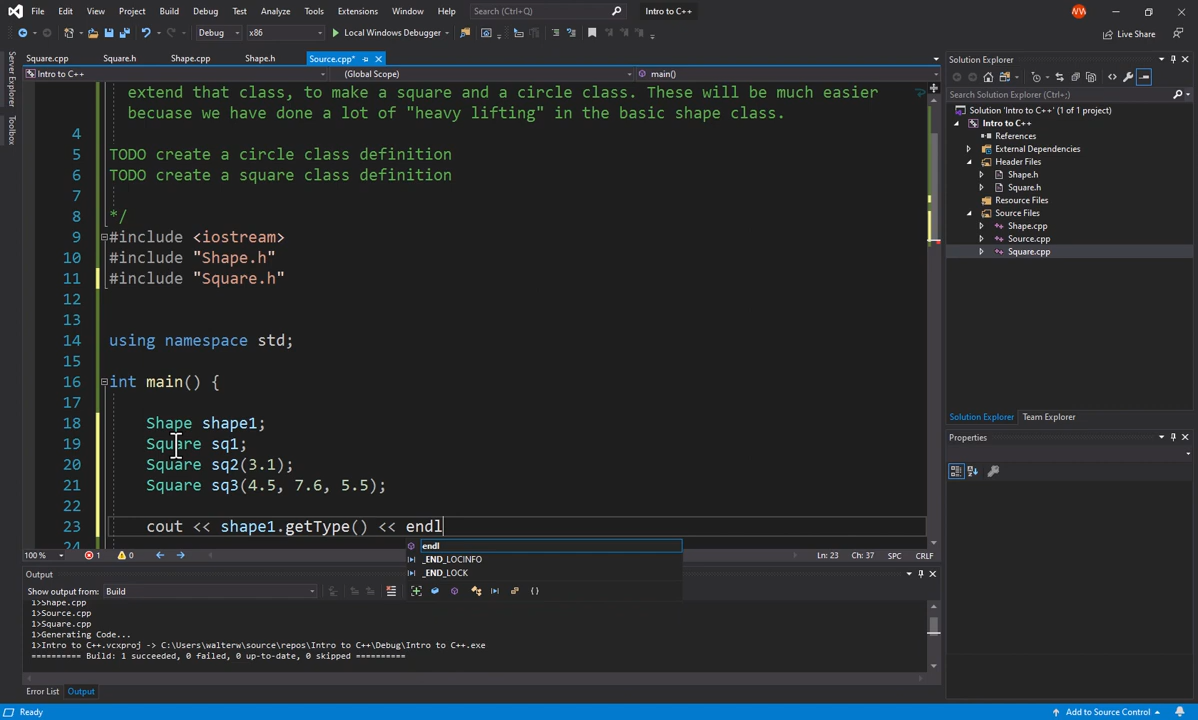 File Edit View Project Build Debug Test Analyze Tools Extensions Window Help Search (Ctrl+Q) Intro to C++
Debug x86 Local Windows Debugger Live Share
Server Explorer
Toolbox
Square.cpp Square.h Shape.cpp Shape.h Source.cpp*
Intro to C++ (Global Scope) main()
extend that class, to make a square and a circle class. These will be much easier
becuase we have done a lot of "heavy lifting" in the basic shape class.
4
5 TODO create a circle class definition
6 TODO create a square class definition
7
8 */
9 #include <iostream>
10 #include "Shape.h"
11 #include "Square.h"
12
13
14 using namespace std;
15
16 int main() {
17
18 Shape shape1;
19 Square sq1;
20 Square sq2(3.1);
21 Square sq3(4.5, 7.6, 5.5);
22
23 cout << shape1.getType() << endl
24
endl
_END_LOCINFO
_END_LOCK
100 % 1 0 Ln: 23 Ch: 37 SPC CRLF
Output
Show output from: Build
1>Shape.cpp
1>Source.cpp
1>Square.cpp
1>Generating Code...
1>Intro to C++.vcxproj -> C:\Users\walterw\source\repos\Intro to C++\Debug\Intro to C++.exe
========== Build: 1 succeeded, 0 failed, 0 up-to-date, 0 skipped ==========
Error List Output
Solution Explorer
Search Solution Explorer (Ctrl+;)
Solution 'Intro to C++' (1 of 1 project)
Intro to C++
References
External Dependencies
Header Files
Shape.h
Square.h
Resource Files
Source Files
Shape.cpp
Source.cpp
Square.cpp
Solution Explorer Team Explorer
Properties
Ready Add to Source Control